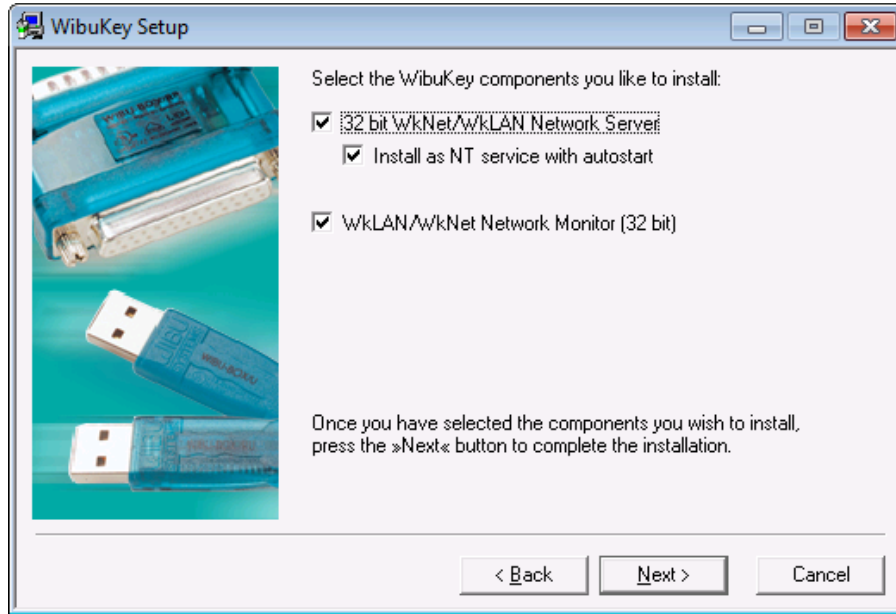 WibuKey Setup
Select the WibuKey components you like to install:
32 bit WkNet/WkLAN Network Server
Install as NT service with autostart
WkLAN/WkNet Network Monitor (32 bit)
Once you have selected the components you wish to install,
press the »Next« button to complete the installation.
< Back
Next >
Cancel
WIBU-BOX/U